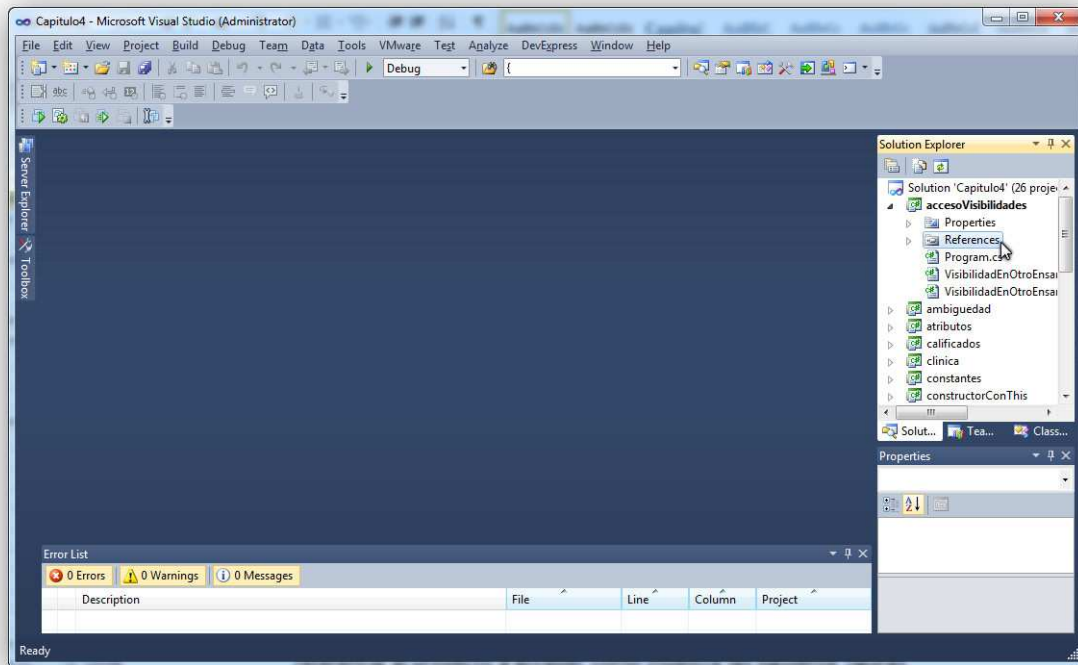 Capitulo4 - Microsoft Visual Studio (Administrator)
File Edit View Project Build Debug Team Data Tools VMware Test Analyze DevExpress Window Help
Debug {
Server Explorer
Toolbox
Solution Explorer
Solution 'Capitulo4' (26 proje
accesoVisibilidades
Properties
References
Program.cs
VisibilidadEnOtroEnsa
VisibilidadEnOtroEnsa
ambiguedad
atributos
calificados
clinica
constantes
constructorConThis
Solut... Tea... Class...
Properties
Error List
0 Errors 0 Warnings 0 Messages
Description File Line Column Project
Ready